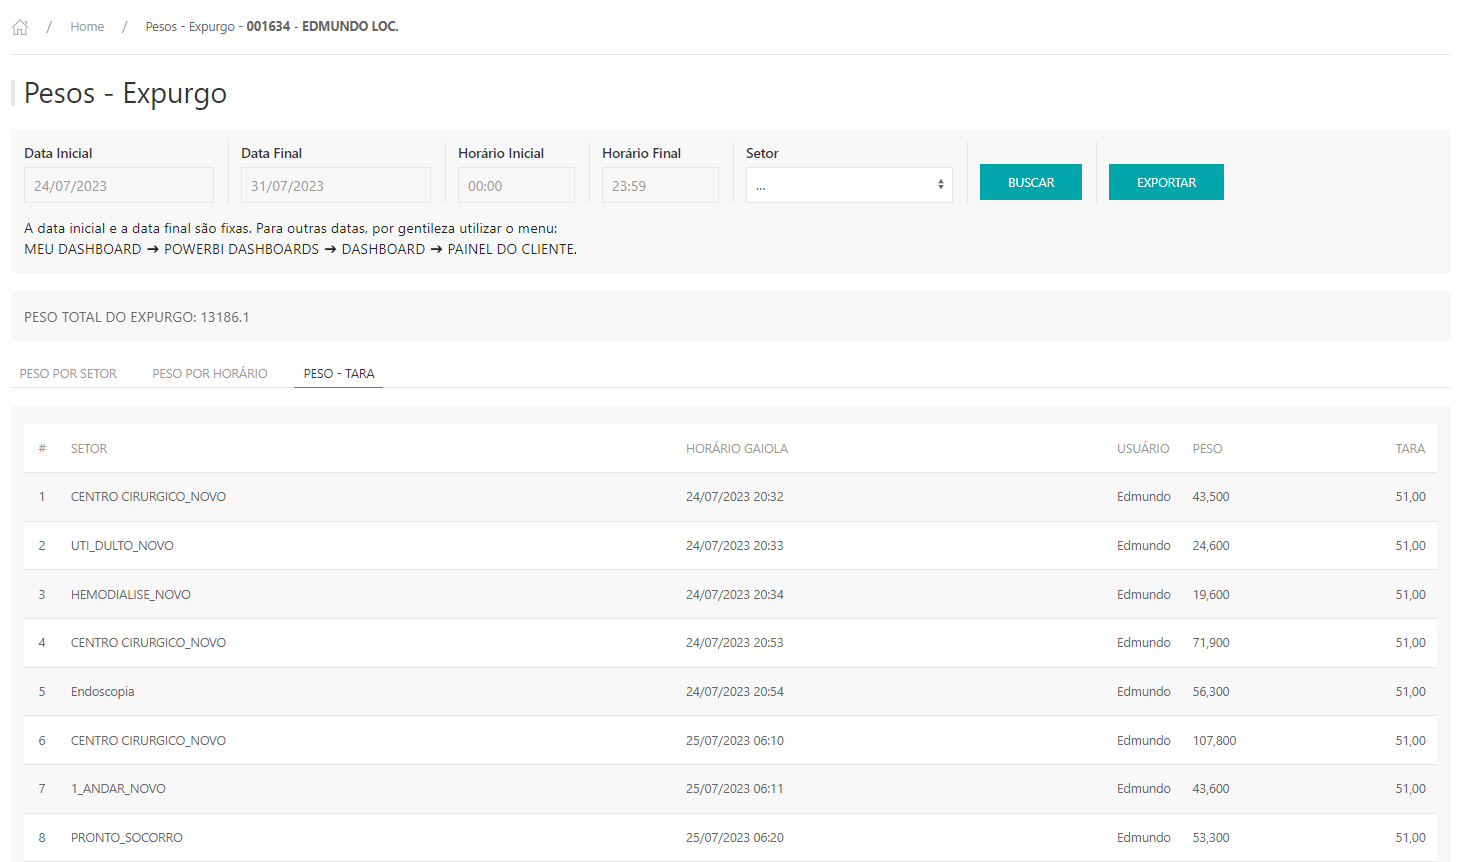 / Home / Pesos - Expurgo - 001634 - EDMUNDO LOC.
Pesos - Expurgo
Data Inicial Data Final Horário Inicial Horário Final Setor
24/07/2023 31/07/2023 00:00 23:59 ... BUSCAR EXPORTAR
A data inicial e a data final são fixas. Para outras datas, por gentileza utilizar o menu:
MEU DASHBOARD ➔ POWERBI DASHBOARDS ➔ DASHBOARD ➔ PAINEL DO CLIENTE.
PESO TOTAL DO EXPURGO: 13186.1
PESO POR SETOR PESO POR HORÁRIO PESO - TARA
# SETOR HORÁRIO GAIOLA USUÁRIO PESO TARA
1 CENTRO CIRURGICO_NOVO 24/07/2023 20:32 Edmundo 43,500 51,00
2 UTI_DULTO_NOVO 24/07/2023 20:33 Edmundo 24,600 51,00
3 HEMODIALISE_NOVO 24/07/2023 20:34 Edmundo 19,600 51,00
4 CENTRO CIRURGICO_NOVO 24/07/2023 20:53 Edmundo 71,900 51,00
5 Endoscopia 24/07/2023 20:54 Edmundo 56,300 51,00
6 CENTRO CIRURGICO_NOVO 25/07/2023 06:10 Edmundo 107,800 51,00
7 1_ANDAR_NOVO 25/07/2023 06:11 Edmundo 43,600 51,00
8 PRONTO_SOCORRO 25/07/2023 06:20 Edmundo 53,300 51,00